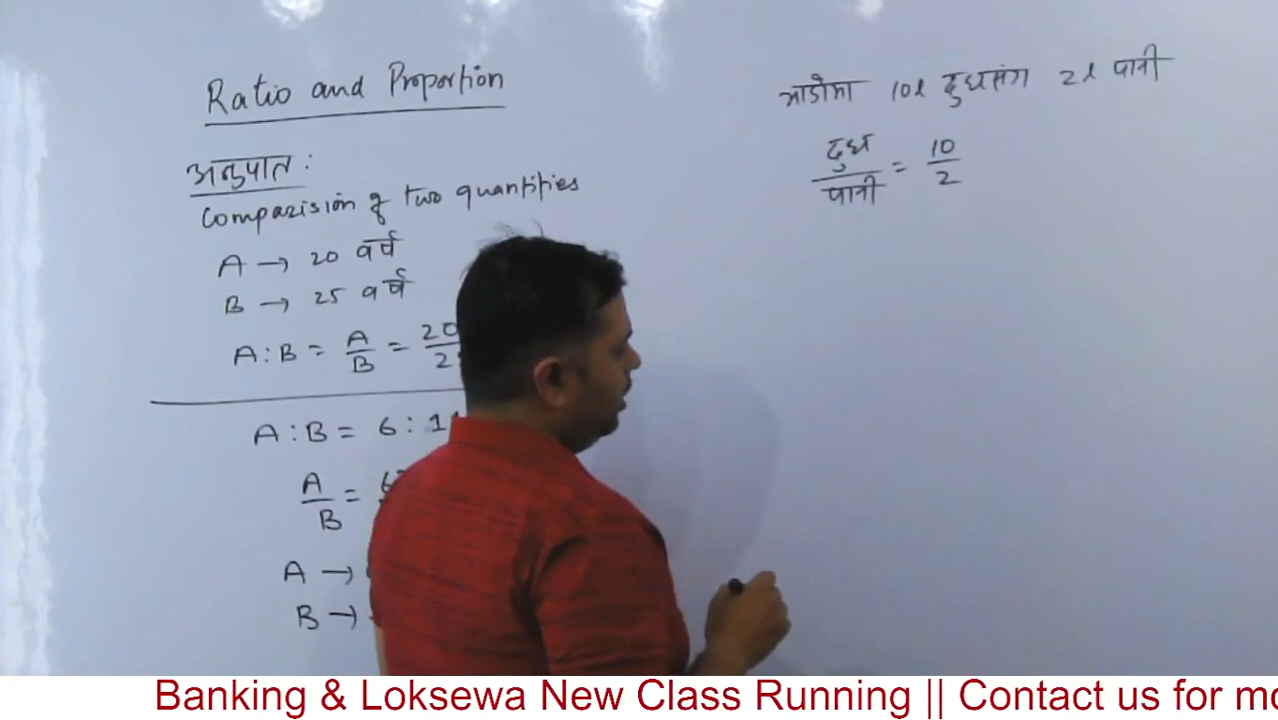 Ratio and Proportion
अनुपात :
Comparision of two quantities
A → 20 वर्ष
B → 25 वर्ष
A : B = A/B = 20/2
A : B = 6 : 1
A/B = 6
A →
B →
भाडोमा 10l दुधसंग 2l पानी
दुध/पानी = 10/2
Banking & Loksewa New Class Running || Contact us for mo